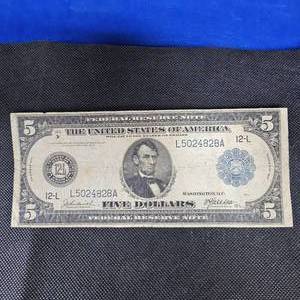 FEDERAL RESERVE NOTE
5 THE UNITED STATES OF AMERICA 5
12-L
L5024828A
12-L
L5024828A
WASHINGTON, D.C.
5 FIVE DOLLARS 5
FEDERAL RESERVE NOTE